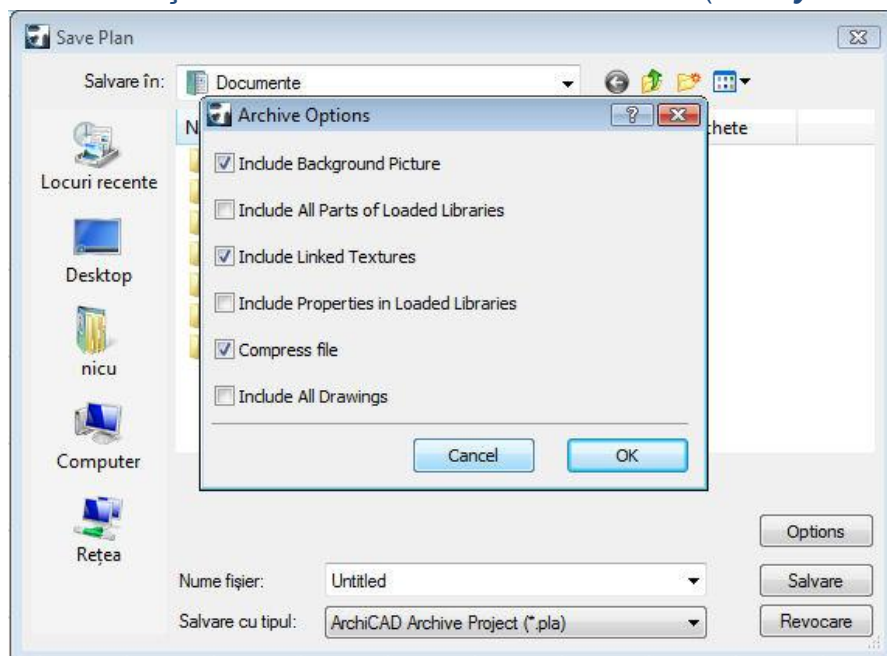 Save Plan
Salvare în:
Documente
Archive Options
N
chete
Include Background Picture
Locuri recente
Include All Parts of Loaded Libraries
Include Linked Textures
Desktop
Include Properties in Loaded Libraries
Compress file
nicu
Include All Drawings
Cancel
OK
Computer
Rețea
Options
Nume fișier:
Untitled
Salvare
Salvare cu tipul:
ArchiCAD Archive Project (*.pla)
Revocare